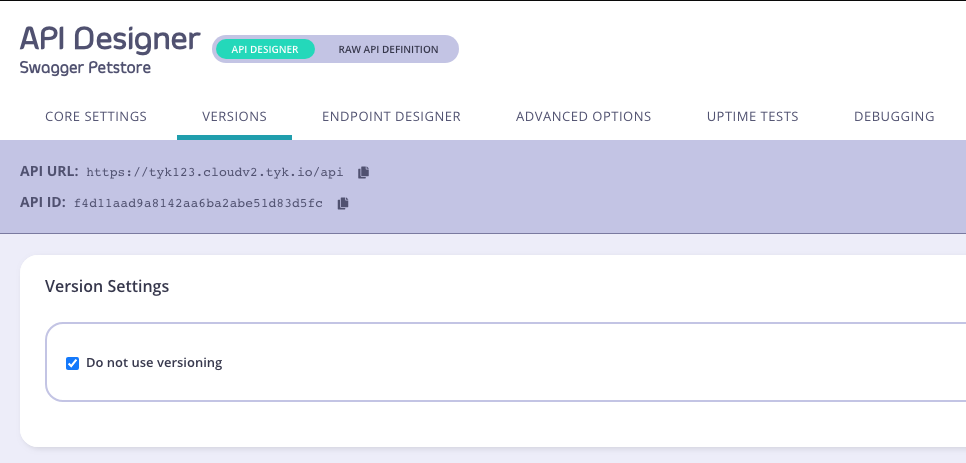 API Designer
API DESIGNER RAW API DEFINITION
Swagger Petstore
CORE SETTINGS VERSIONS ENDPOINT DESIGNER ADVANCED OPTIONS UPTIME TESTS DEBUGGING
API URL: https://tyk123.cloudv2.tyk.io/api
API ID: f4d11aad9a8142aa6ba2abe51d83d5fc
Version Settings
Do not use versioning